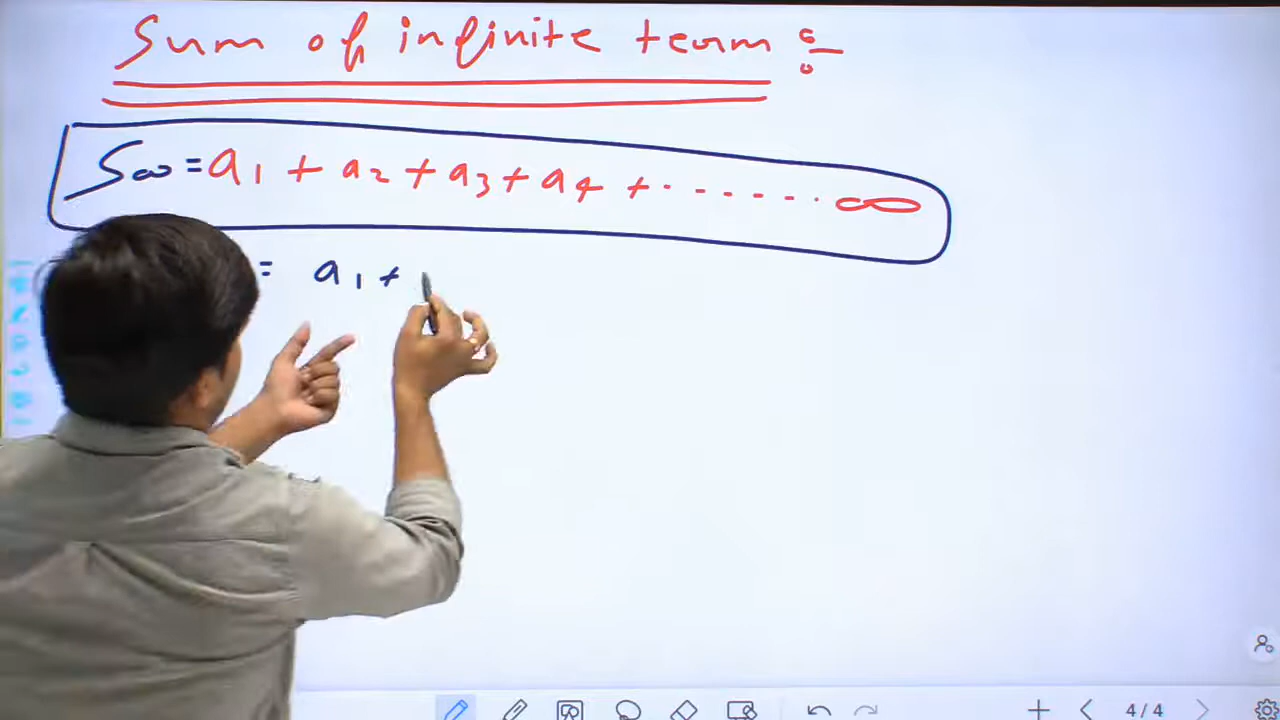 Sum of infinite term :-
S∞ = a₁ + a₂ + a₃ + a₄ + ....... ∞
= a₁ +
4/4